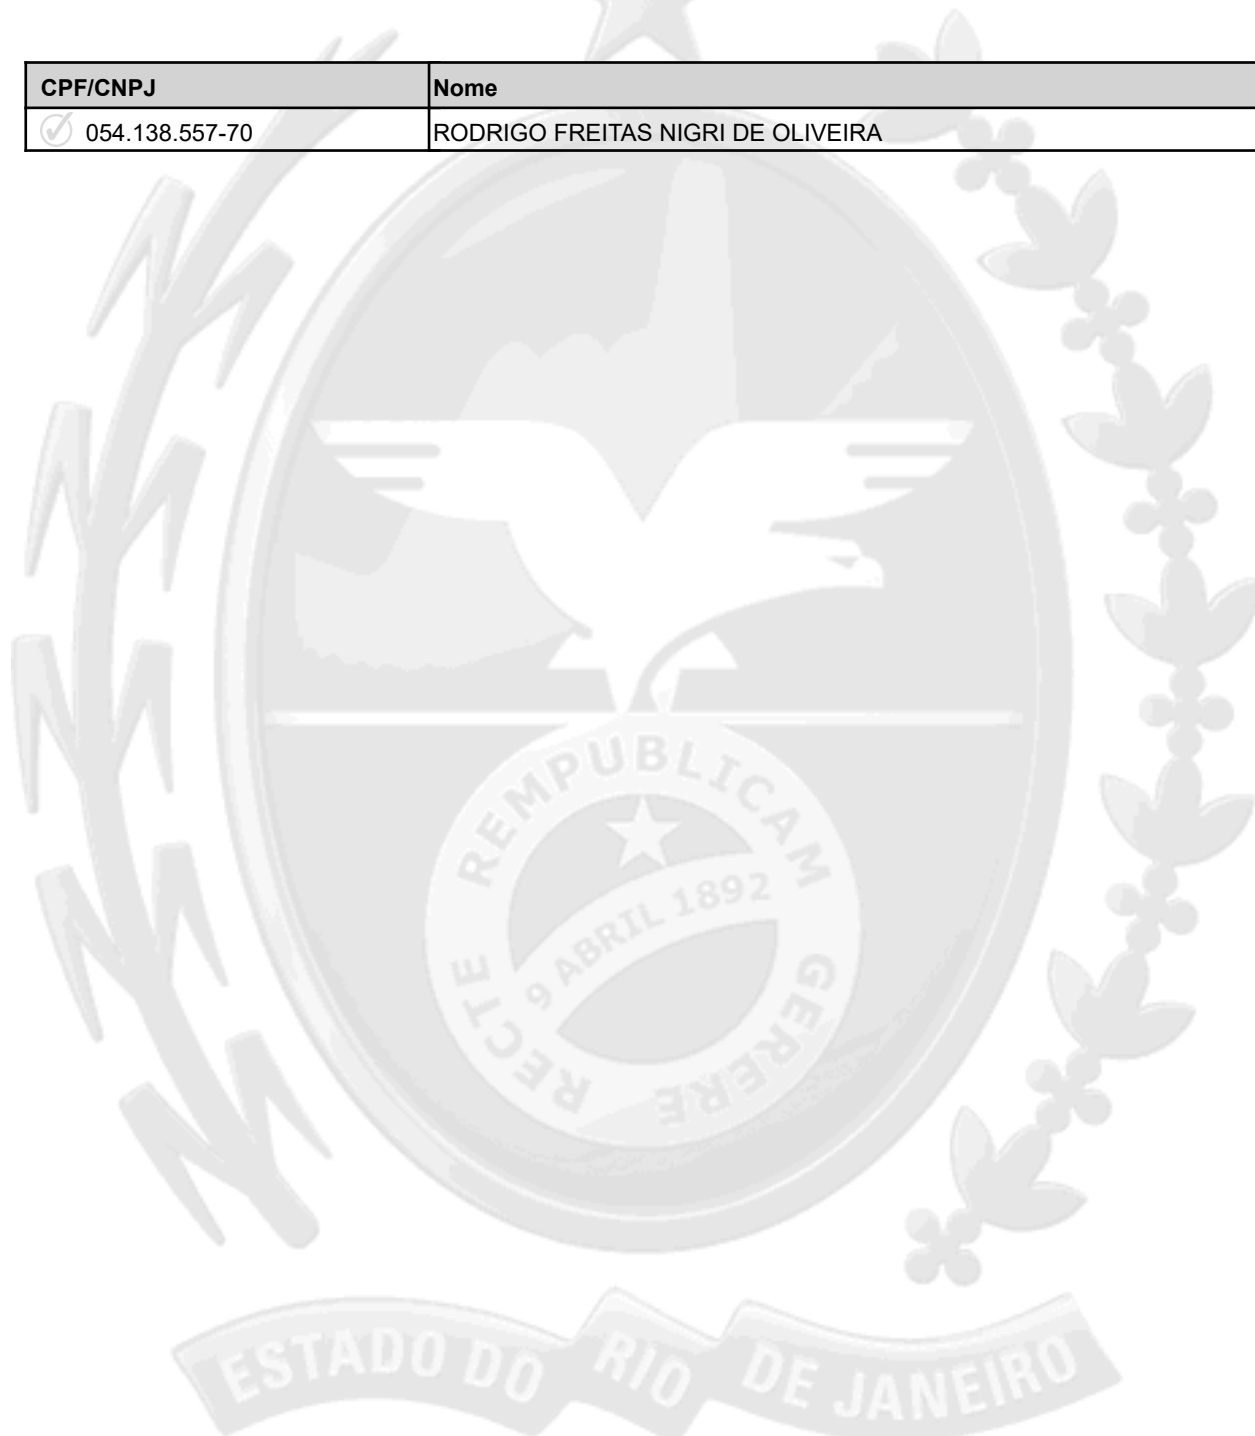 CPF/CNPJ Nome
054.138.557-70 RODRIGO FREITAS NIGRI DE OLIVEIRA
REMPUBLICAM
9 ABRIL 1892
RECTE GERERE
ESTADO DO RIO DE JANEIRO